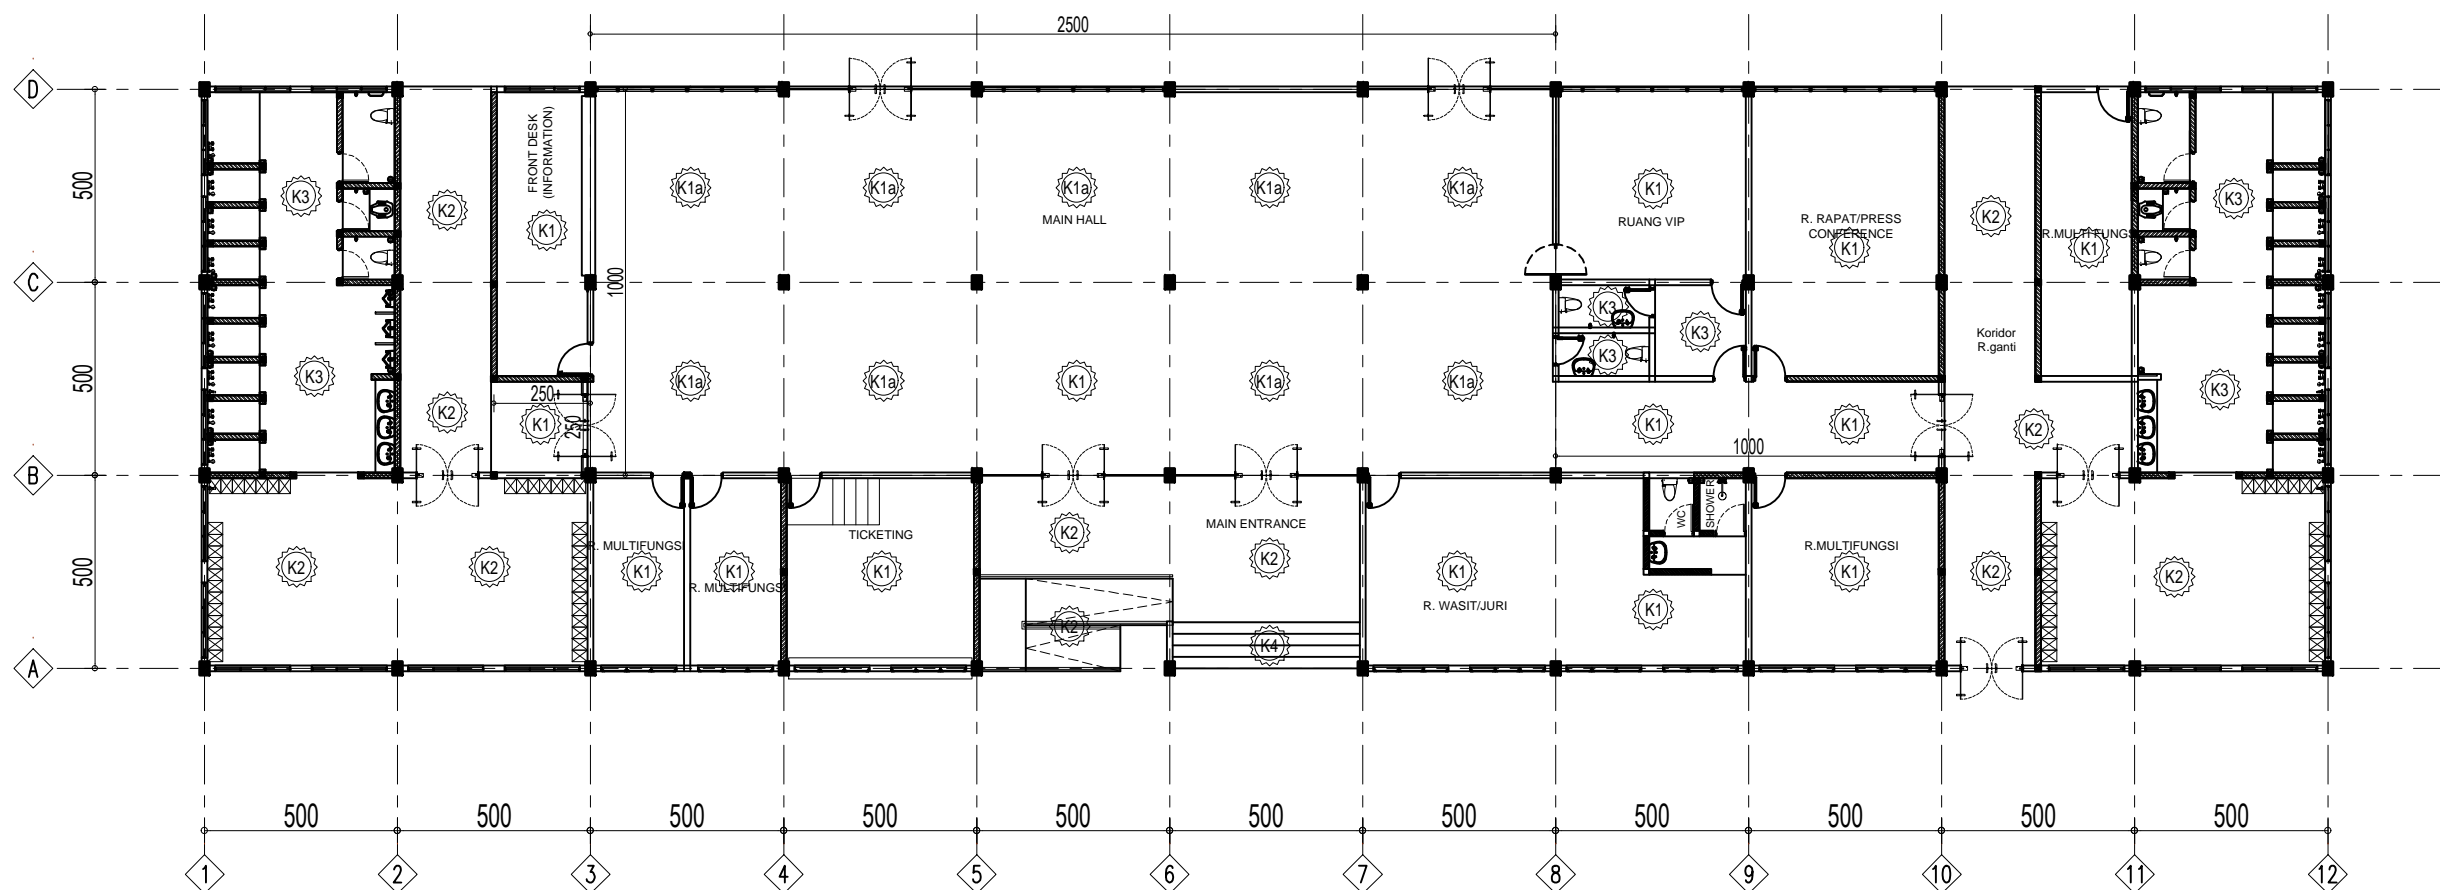 2500
D
500
FRONT DESK
(INFORMATION)
K3
K2
K1
K1a
K1a
K1a
K1a
K1a
K1
K1
K2
K1
K3
MAIN HALL
RUANG VIP
R. RAPAT/PRESS
CONFERENCE
R.MULTIFUNGSI
C
1000
K3
K3
K3
Koridor
R.ganti
500
K3
K2
250
K1
250
K1a
K1a
K1
K1a
K1a
K1
K1
K2
K3
1000
B
500
K2
K2
R. MULTIFUNGSI
K1
R. MULTIFUNGSI
K1
TICKETING
K1
K2
MAIN ENTRANCE
K2
K2
K4
K1
R. WASIT/JURI
WC
SHOWER
K1
R.MULTIFUNGSI
K1
K2
K2
A
500 500 500 500 500 500 500 500 500 500 500
1 2 3 4 5 6 7 8 9 10 11 12